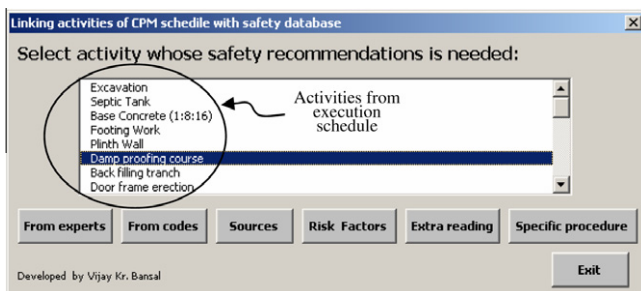 Linking activities of CPM schedile with safety database
Select activity whose safety recommendations is needed:
Excavation
Septic Tank
Base Concrete (1:8:16)
Footing Work
Plinth Wall
Damp proofing course
Back filling tranch
Door frame erection
Activities from
execution
schedule
From experts From codes Sources Risk Factors Extra reading Specific procedure
Developed by Vijay Kr. Bansal
Exit